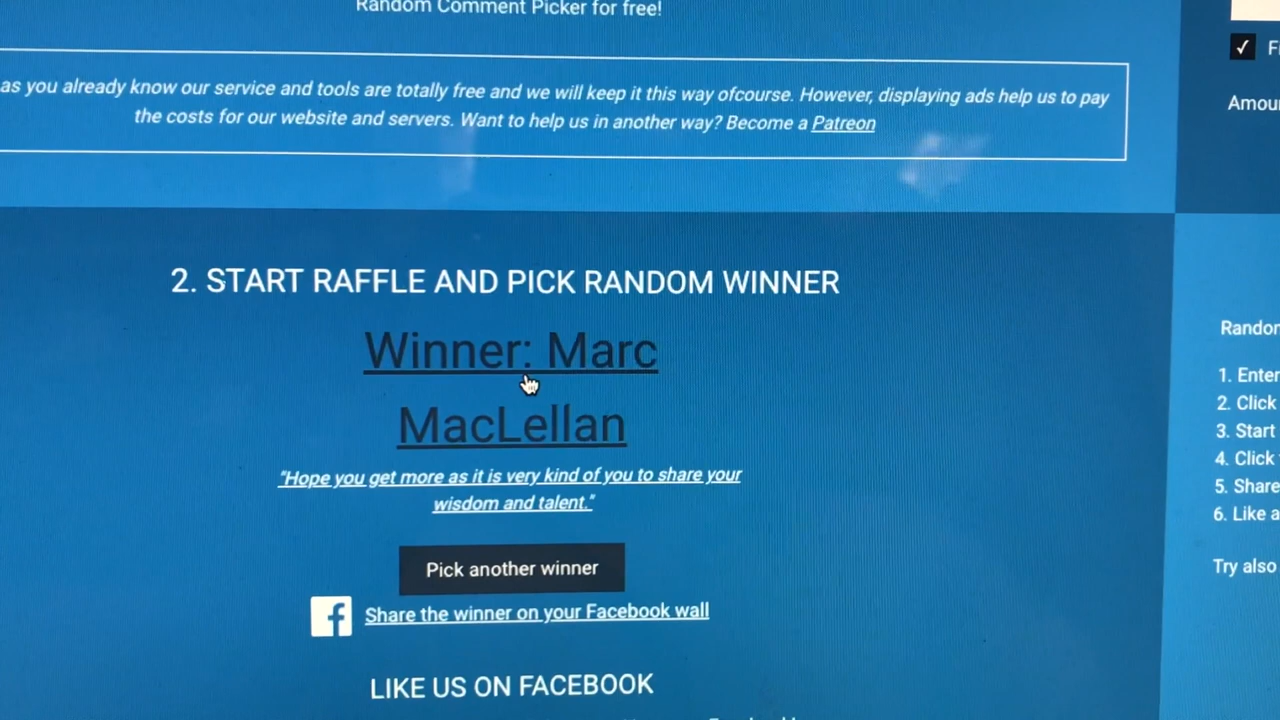 Random Comment Picker for free!
as you already know our service and tools are totally free and we will keep it this way ofcourse. However, displaying ads help us to pay
the costs for our website and servers. Want to help us in another way? Become a Patreon
Amou
2. START RAFFLE AND PICK RANDOM WINNER
Winner: Marc
MacLellan
"Hope you get more as it is very kind of you to share your
wisdom and talent."
Pick another winner
Share the winner on your Facebook wall
LIKE US ON FACEBOOK
Random
1. Enter
2. Click
3. Start
4. Click
5. Share
6. Like a
Try also